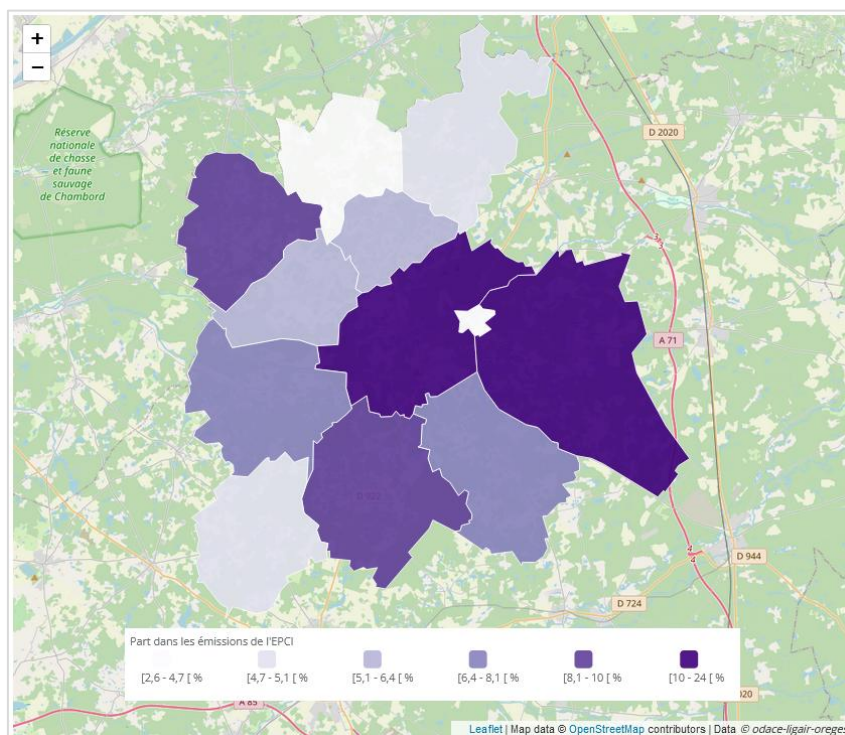 +
−
Réserve
nationale
de chasse
et faune
sauvage
de Chambord
D 2020
A 71
D 922
D 944
D 724
Part dans les émissions de l'EPCI
[2,6 - 4,7 [ %
[4,7 - 5,1 [ %
[5,1 - 6,4 [ %
[6,4 - 8,1 [ %
[8,1 - 10 [ %
[10 - 24 [ %
A 85
020
Leaflet | Map data © OpenStreetMap contributors | Data © odace-ligair-oreges